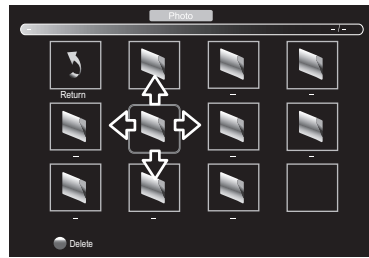 Photo
– – / –
Return – – –
– – – –
– – –
Delete